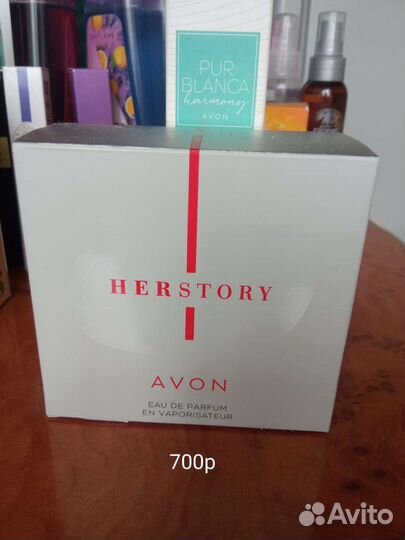 PUR
BLANCA
harmony
AVON
HERSTORY
AVON
EAU DE PARFUM
EN VAPORISATEUR
700р
Avito